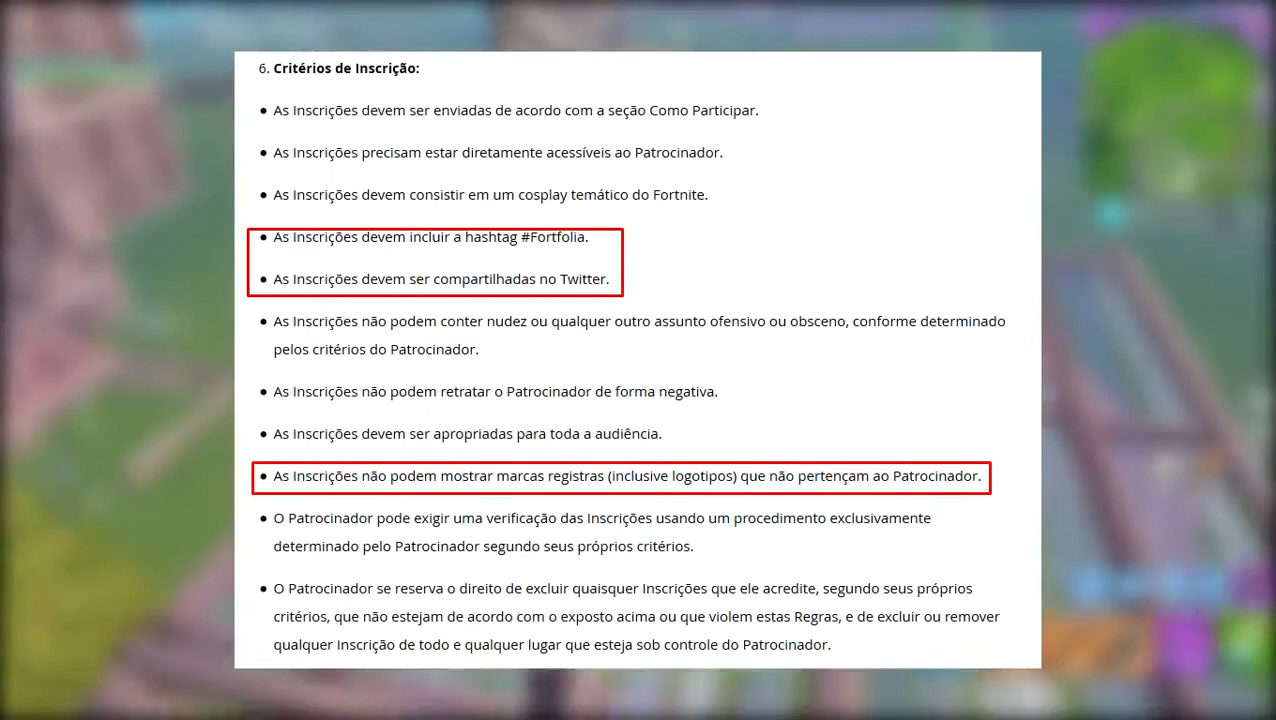 6. Critérios de Inscrição:
● As Inscrições devem ser enviadas de acordo com a seção Como Participar.
● As Inscrições precisam estar diretamente acessíveis ao Patrocinador.
● As Inscrições devem consistir em um cosplay temático do Fortnite.
● As Inscrições devem incluir a hashtag #Fortfolia.
● As Inscrições devem ser compartilhadas no Twitter.
● As Inscrições não podem conter nudez ou qualquer outro assunto ofensivo ou obsceno, conforme determinado
pelos critérios do Patrocinador.
● As Inscrições não podem retratar o Patrocinador de forma negativa.
● As Inscrições devem ser apropriadas para toda a audiência.
● As Inscrições não podem mostrar marcas registras (inclusive logotipos) que não pertençam ao Patrocinador.
● O Patrocinador pode exigir uma verificação das Inscrições usando um procedimento exclusivamente
determinado pelo Patrocinador segundo seus próprios critérios.
● O Patrocinador se reserva o direito de excluir quaisquer Inscrições que ele acredite, segundo seus próprios
critérios, que não estejam de acordo com o exposto acima ou que violem estas Regras, e de excluir ou remover
qualquer Inscrição de todo e qualquer lugar que esteja sob controle do Patrocinador.